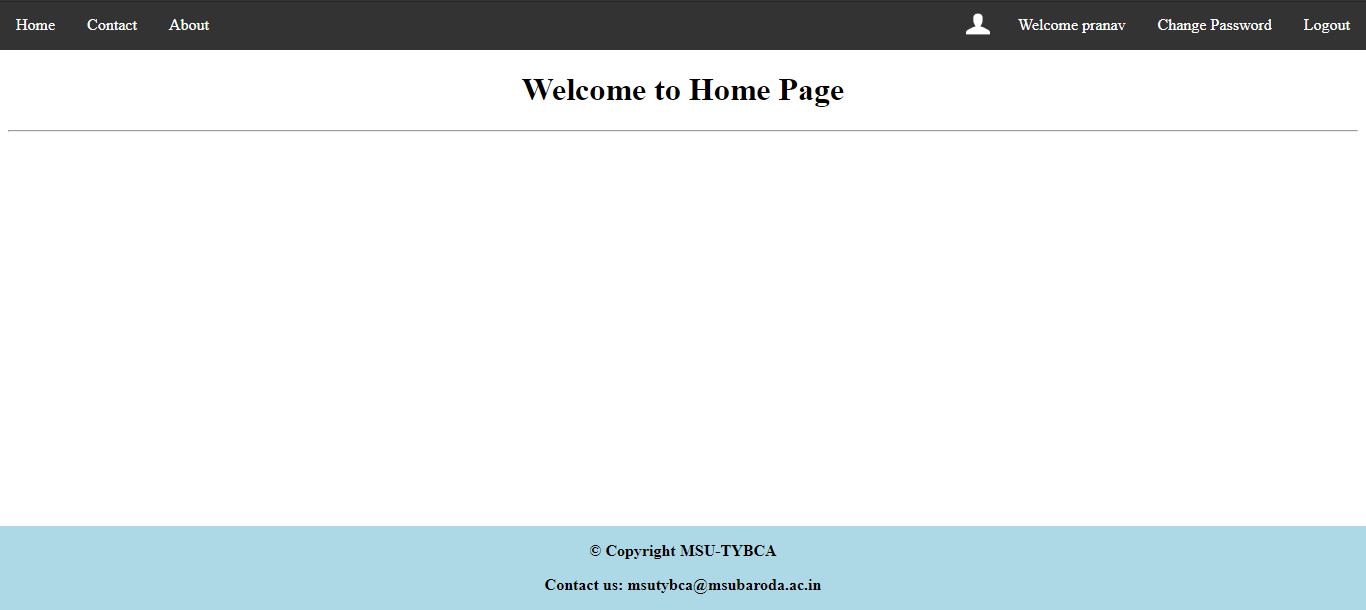 Home Contact About Welcome pranav Change Password Logout
Welcome to Home Page
© Copyright MSU-TYBCA
Contact us: msutybca@msubaroda.ac.in